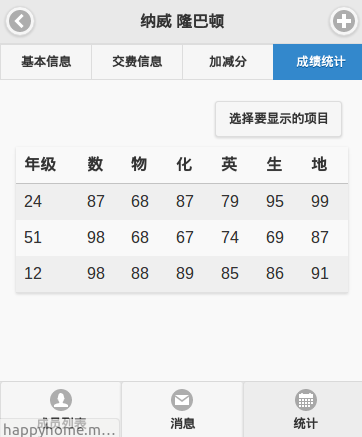 纳威 隆巴顿
基本信息 交费信息 加减分 成绩统计
选择要显示的项目
年级 数 物 化 英 生 地
24 87 68 87 79 95 99
51 98 68 67 74 69 87
12 98 88 89 85 86 91
成员列表 消息 统计
happyhome.m...